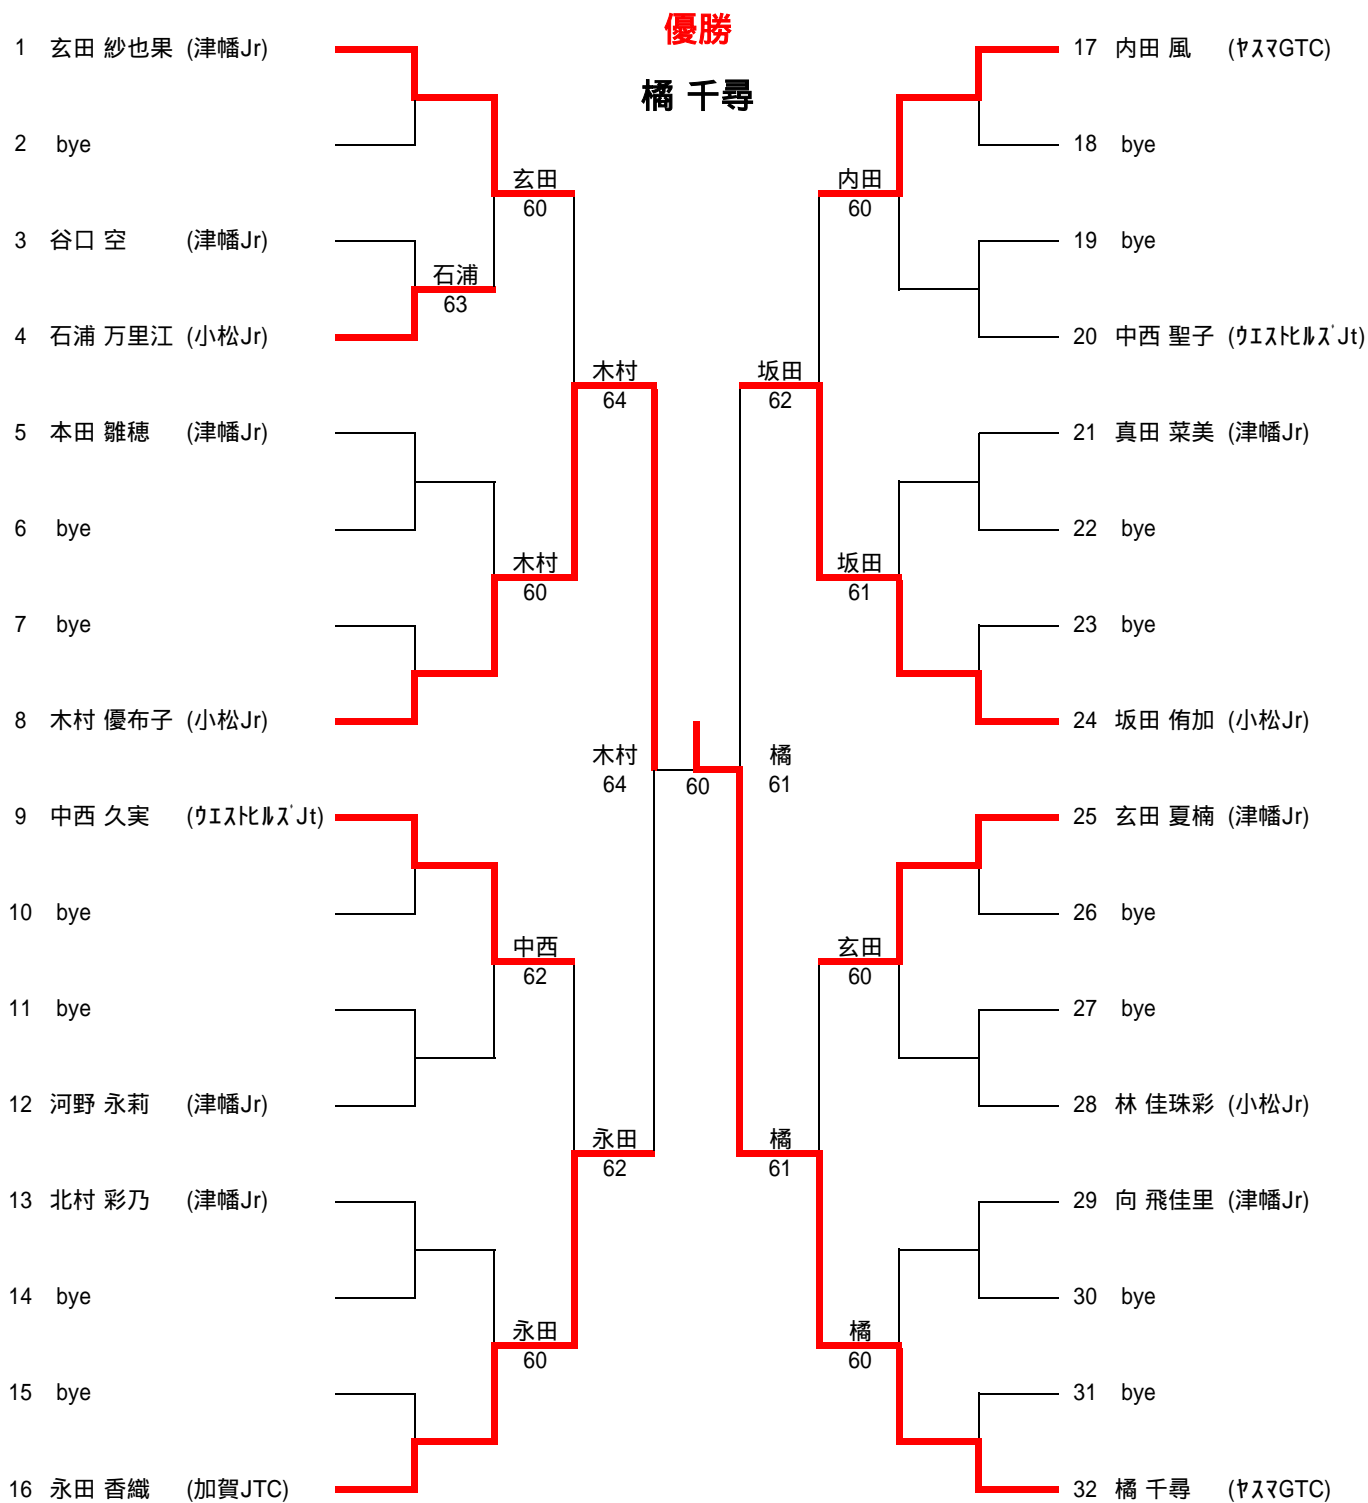 優勝
橘 千尋
1 玄田 紗也果 (津幡Jr)
2 bye
3 谷口 空 (津幡Jr)
4 石浦 万里江 (小松Jr)
5 本田 雛穂 (津幡Jr)
6 bye
7 bye
8 木村 優布子 (小松Jr)
9 中西 久実 (ｳｴｽﾄﾋﾙｽﾞJt)
10 bye
11 bye
12 河野 永莉 (津幡Jr)
13 北村 彩乃 (津幡Jr)
14 bye
15 bye
16 永田 香織 (加賀JTC)
石浦
63
玄田
60
木村
60
中西
62
永田
60
木村
64
永田
62
木村
64
60
橘
61
坂田
62
橘
61
内田
60
坂田
61
玄田
60
橘
60
17 内田 風 (ﾔｽﾏGTC)
18 bye
19 bye
20 中西 聖子 (ｳｴｽﾄﾋﾙｽﾞJt)
21 真田 菜美 (津幡Jr)
22 bye
23 bye
24 坂田 侑加 (小松Jr)
25 玄田 夏楠 (津幡Jr)
26 bye
27 bye
28 林 佳珠彩 (小松Jr)
29 向 飛佳里 (津幡Jr)
30 bye
31 bye
32 橘 千尋 (ﾔｽﾏGTC)